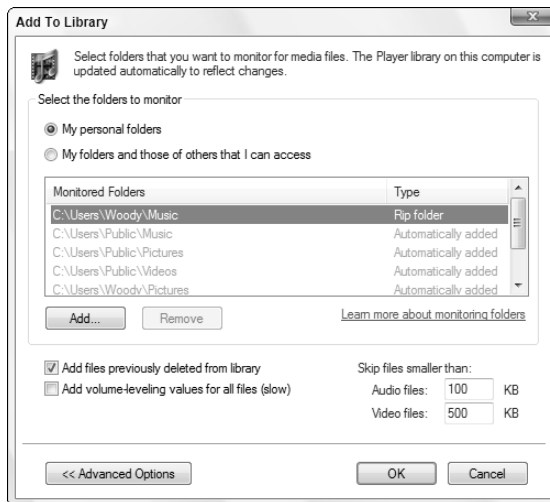 Add To Library
Select folders that you want to monitor for media files. The Player library on this computer is
updated automatically to reflect changes.
Select the folders to monitor
My personal folders
My folders and those of others that I can access
Monitored Folders Type
C:\Users\Woody\Music Rip folder
C:\Users\Public\Music Automatically added
C:\Users\Public\Pictures Automatically added
C:\Users\Public\Videos Automatically added
C:\Users\Woody\Pictures Automatically added
Add... Remove Learn more about monitoring folders
Add files previously deleted from library Skip files smaller than:
Add volume-leveling values for all files (slow) Audio files: 100 KB
Video files: 500 KB
<< Advanced Options OK Cancel